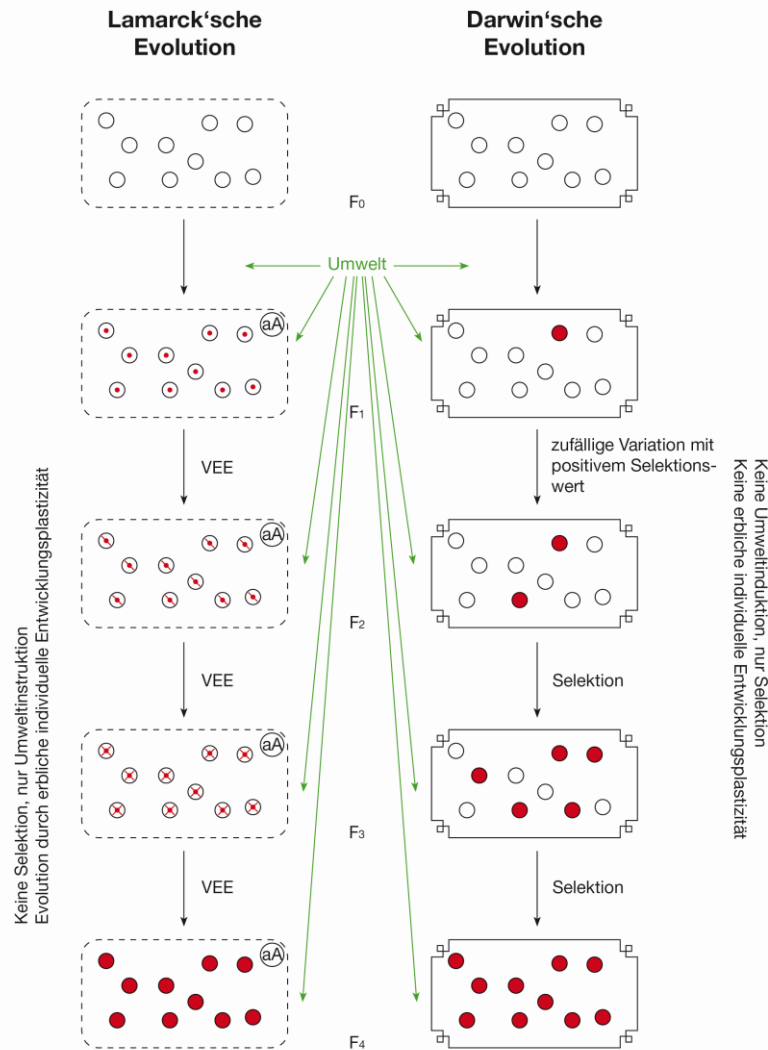 Lamarck‘sche
Evolution
Darwin‘sche
Evolution
F0
Umwelt
aA
F1
VEE
zufällige Variation mit
positivem Selektions-
wert
aA
F2
VEE
Selektion
aA
F3
VEE
Selektion
aA
F4
Keine Selektion, nur Umweltinstruktion
Evolution durch erbliche individuelle Entwicklungsplastizität
Keine Umweltinduktion, nur Selektion
Keine erbliche individuelle Entwicklungsplastizität